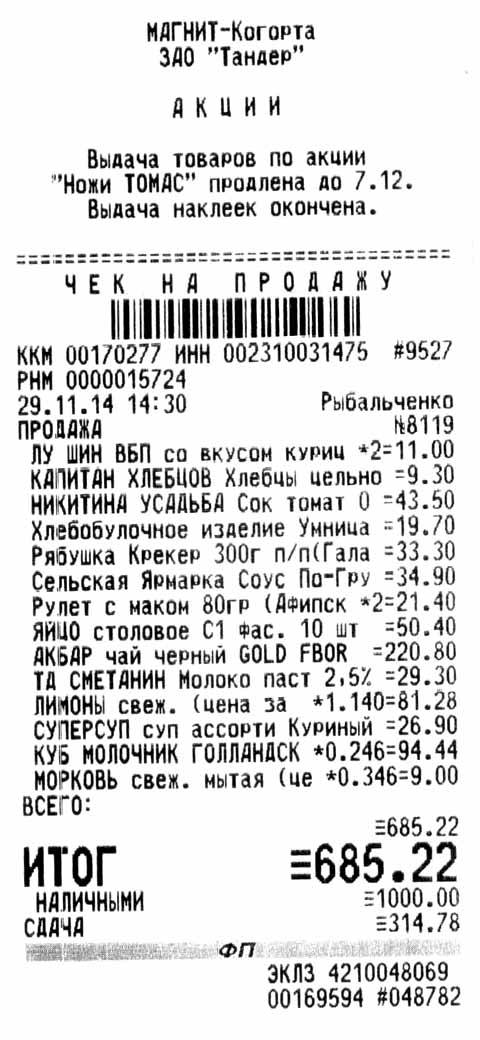 МАГНИТ-Когорта
ЗАО "Тандер"
АКЦИИ
Выдача товаров по акции
"Ножи ТОМАС" продлена до 7.12.
Выдача наклеек окончена.
ЧЕК НА ПРОДАЖУ
ККМ 00170277 ИНН 002310031475 #9527
РНМ 0000015724
29.11.14 14:30 Рыбальченко
ПРОДАЖА №8119
ЛУ ШИН ВБП со вкусом куриц *2=11.00
КАПИТАН ХЛЕБЦОВ Хлебцы цельно =9.30
НИКИТИНА УСАДЬБА Сок томат 0 =43.50
Хлебобулочное изделие Умница =19.70
Рябушка Крекер 300г п/п(Гала =33.30
Сельская Ярмарка Соус По-Гру =34.90
Рулет с маком 80гр (Афипск *2=21.40
ЯЙЦО столовое С1 фас. 10 шт =50.40
АКБАР чай черный GOLD FBOR =220.80
ТД СМЕТАНИН Молоко паст 2,5% =29.30
ЛИМОНЫ свеж. (цена за *1.140=81.28
СУПЕРСУП суп ассорти Куриный =26.90
КУБ МОЛОЧНИК ГОЛЛАНДСК *0.246=94.44
МОРКОВЬ свеж. мытая (це *0.346=9.00
ВСЕГО:
≡685.22
ИТОГ ≡685.22
НАЛИЧНЫМИ ≡1000.00
СДАЧА ≡314.78
ФП
ЭКЛЗ 4210048069
00169594 #048782